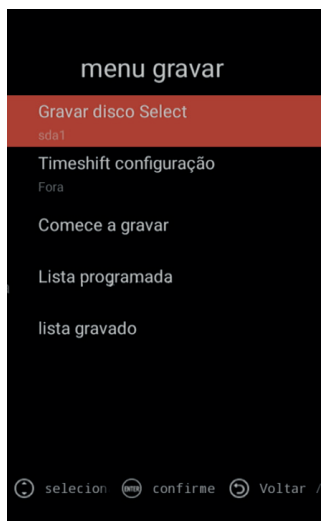 menu gravar
Gravar disco Select
sda1
Timeshift configuração
Fora
Comece a gravar
Lista programada
lista gravado
selecion ENTER confirme Voltar /